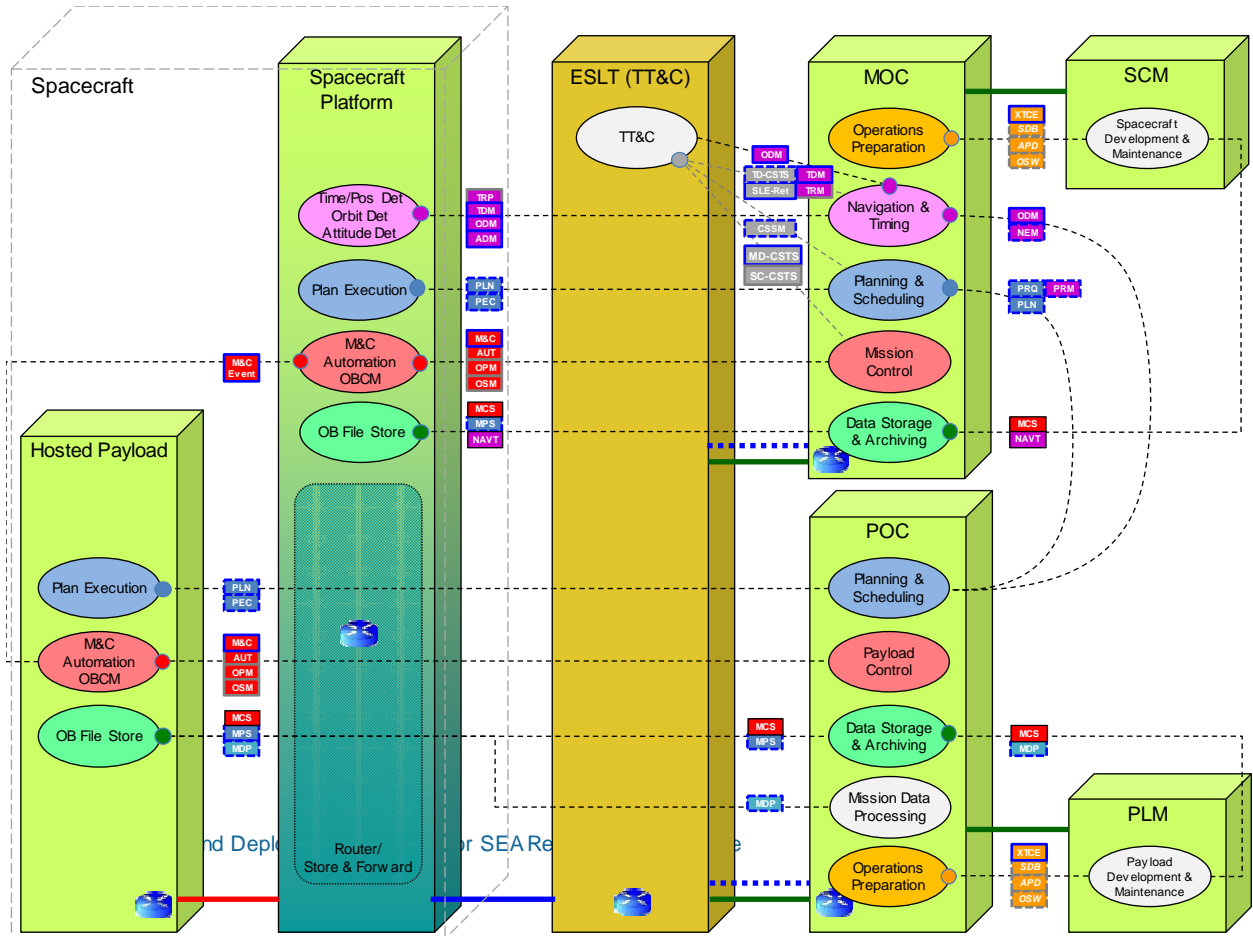 Spacecraft
Spacecraft
Platform
ESLT (TT&C)
MOC
SCM
TT&C
Operations
Preparation
XTCE
SDB
APD
OSW
Spacecraft
Development &
Maintenance
ODM
TD-CSTS
TDM
SLE-Ret
TRM
Time/Pos Det
Orbit Det
Attitude Det
TRP
TDM
ODM
ADM
Navigation &
Timing
ODM
NEM
CSSM
MD-CSTS
SC-CSTS
Plan Execution
PLN
PEC
Planning &
Scheduling
PRQ
PRM
PLN
M&C
Event
M&C
Automation
OBCM
M&C
AUT
OPM
OSM
Mission
Control
OB File Store
MCS
MPS
NAVT
Data Storage
& Archiving
MCS
NAVT
Hosted Payload
POC
Plan Execution
PLN
PEC
Planning &
Scheduling
M&C
Automation
OBCM
M&C
AUT
OPM
OSM
Payload
Control
OB File Store
MCS
MPS
MDP
MCS
MPS
Data Storage
& Archiving
MCS
MDP
MDP
Mission Data
Processing
PLM
nd Deplo
or SEA Re
e
Router/
Store & Forward
Operations
Preparation
XTCE
SDB
APD
OSW
Payload
Development &
Maintenance